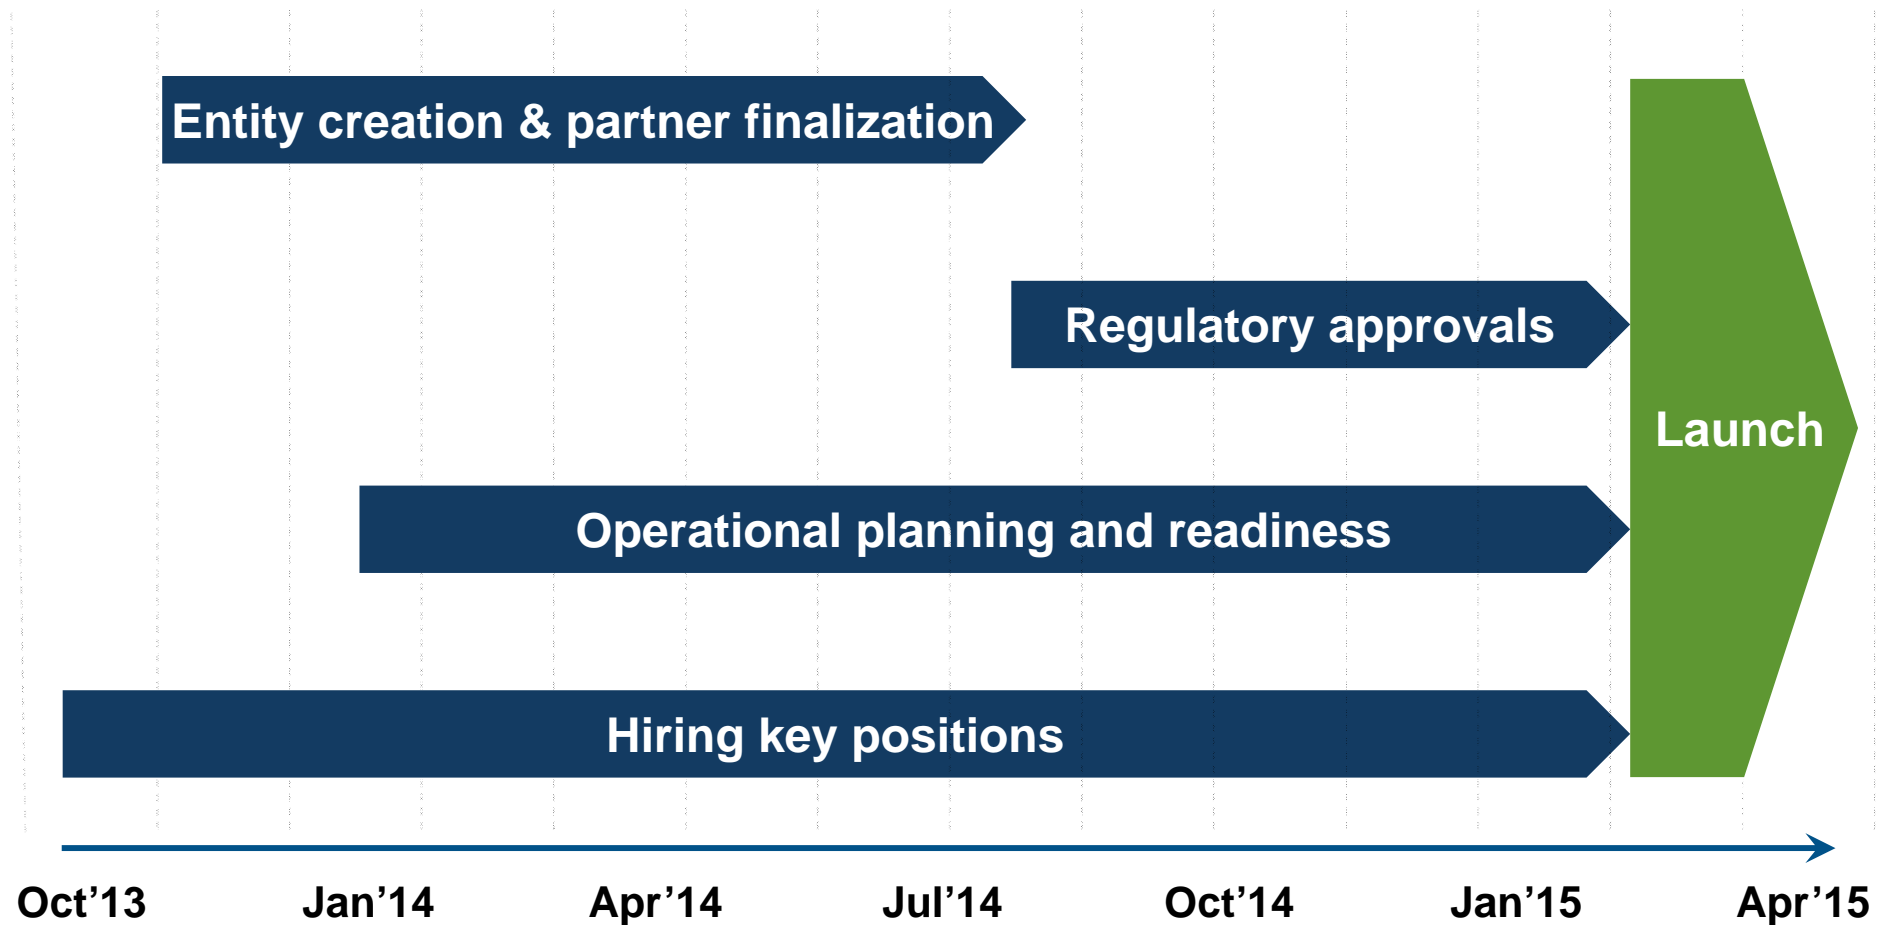 Entity creation & partner finalization
Regulatory approvals
Launch
Operational planning and readiness
Hiring key positions
Oct’13 Jan’14 Apr’14 Jul’14 Oct’14 Jan’15 Apr’15